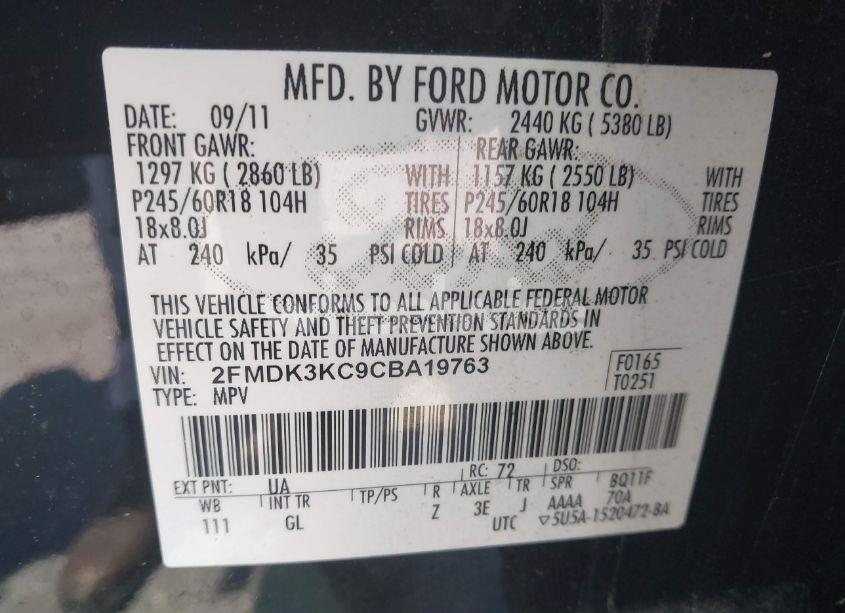 MFD. BY FORD MOTOR CO.
DATE: 09/11 GVWR: 2440 KG ( 5380 LB)
FRONT GAWR: REAR GAWR:
1297 KG ( 2860 LB) WITH 1157 KG ( 2550 LB) WITH
P245/60R18 104H TIRES P245/60R18 104H TIRES
18x8.0J RIMS 18x8.0J RIMS
AT 240 kPa/ 35 PSI COLD AT 240 kPa/ 35 PSI COLD
THIS VEHICLE CONFORMS TO ALL APPLICABLE FEDERAL MOTOR
VEHICLE SAFETY AND THEFT PREVENTION STANDARDS IN
EFFECT ON THE DATE OF MANUFACTURE SHOWN ABOVE.
VIN: 2FMDK3KC9CBA19763 F0165
TYPE: MPV T0251
EXT PNT: UA RC: 72 DSO:
WB INT TR TP/PS R AXLE TR SPR BQ11F
111 GL Z 3E J AAAA 70A
UTC ▽5U5A-1520472-BA